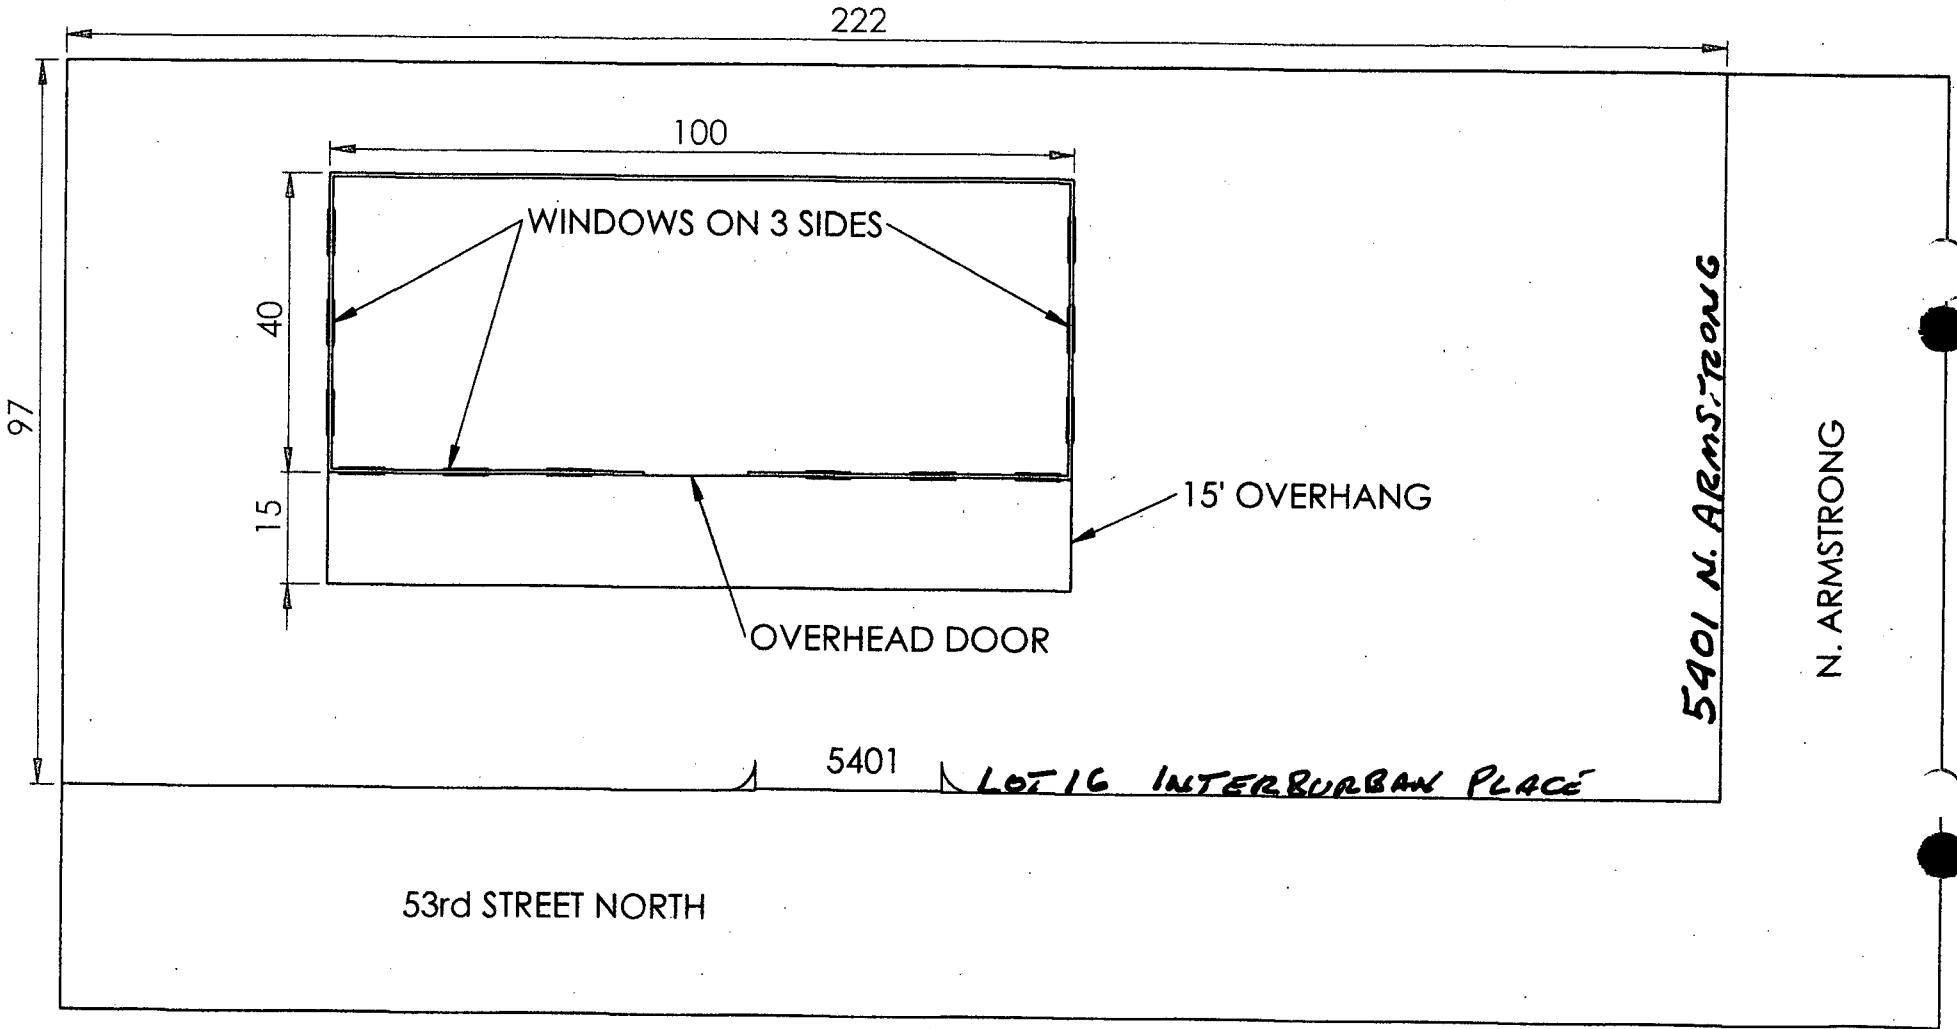 222
100
WINDOWS ON 3 SIDES
40
97
15
15' OVERHANG
OVERHEAD DOOR
5401 N. ARMSTRONG
N. ARMSTRONG
5401
LOT 16 INTERBURBAN PLACE
53rd STREET NORTH